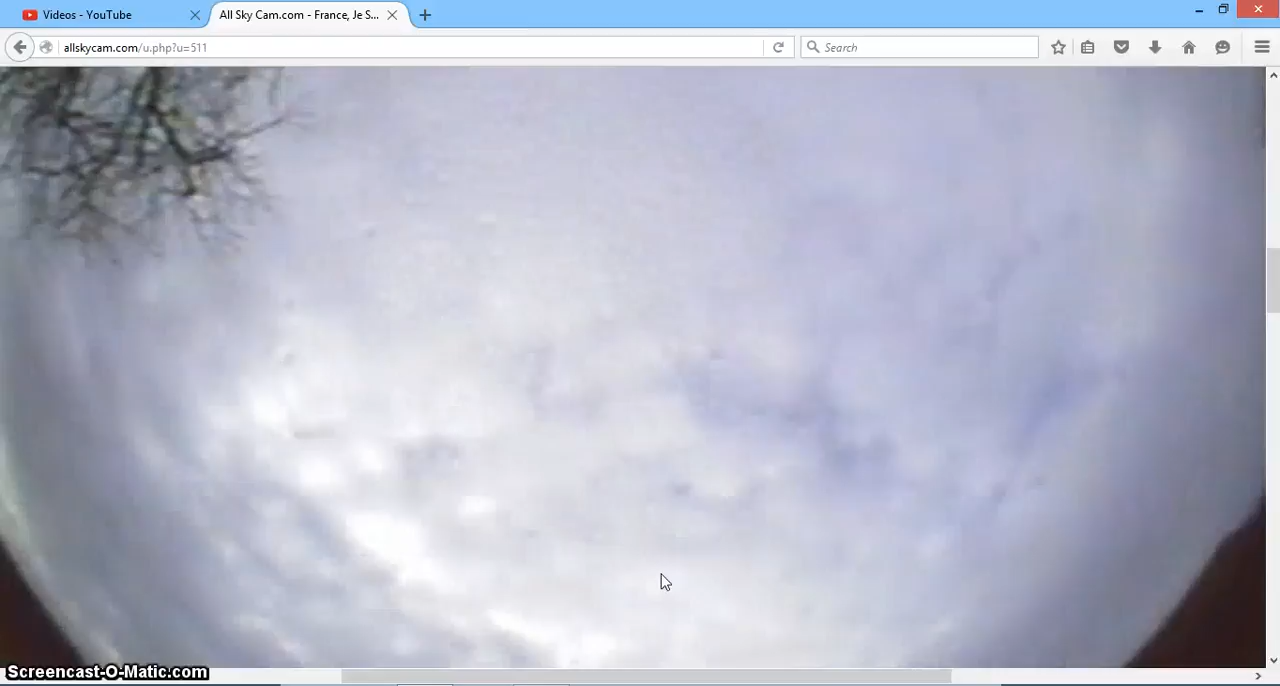 Videos - YouTube
All Sky Cam.com - France, Je S...
allskycam.com/u.php?u=511
Search
Screencast-O-Matic.com